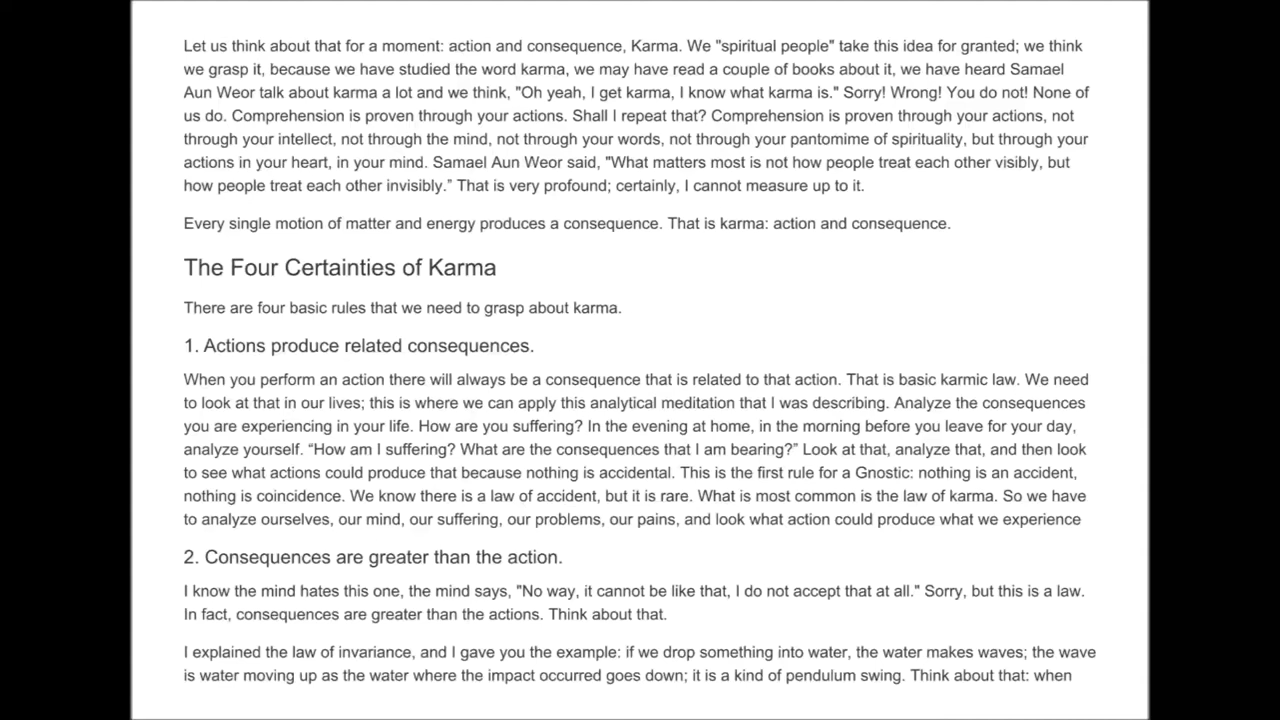 Let us think about that for a moment: action and consequence, Karma. We "spiritual people" take this idea for granted; we think
we grasp it, because we have studied the word karma, we may have read a couple of books about it, we have heard Samael
Aun Weor talk about karma a lot and we think, "Oh yeah, I get karma, I know what karma is." Sorry! Wrong! You do not! None of
us do. Comprehension is proven through your actions. Shall I repeat that? Comprehension is proven through your actions, not
through your intellect, not through the mind, not through your words, not through your pantomime of spirituality, but through your
actions in your heart, in your mind. Samael Aun Weor said, "What matters most is not how people treat each other visibly, but
how people treat each other invisibly.” That is very profound; certainly, I cannot measure up to it.
Every single motion of matter and energy produces a consequence. That is karma: action and consequence.
The Four Certainties of Karma
There are four basic rules that we need to grasp about karma.
1. Actions produce related consequences.
When you perform an action there will always be a consequence that is related to that action. That is basic karmic law. We need
to look at that in our lives; this is where we can apply this analytical meditation that I was describing. Analyze the consequences
you are experiencing in your life. How are you suffering? In the evening at home, in the morning before you leave for your day,
analyze yourself. “How am I suffering? What are the consequences that I am bearing?” Look at that, analyze that, and then look
to see what actions could produce that because nothing is accidental. This is the first rule for a Gnostic: nothing is an accident,
nothing is coincidence. We know there is a law of accident, but it is rare. What is most common is the law of karma. So we have
to analyze ourselves, our mind, our suffering, our problems, our pains, and look what action could produce what we experience
2. Consequences are greater than the action.
I know the mind hates this one, the mind says, "No way, it cannot be like that, I do not accept that at all." Sorry, but this is a law.
In fact, consequences are greater than the actions. Think about that.
I explained the law of invariance, and I gave you the example: if we drop something into water, the water makes waves; the wave
is water moving up as the water where the impact occurred goes down; it is a kind of pendulum swing. Think about that: when